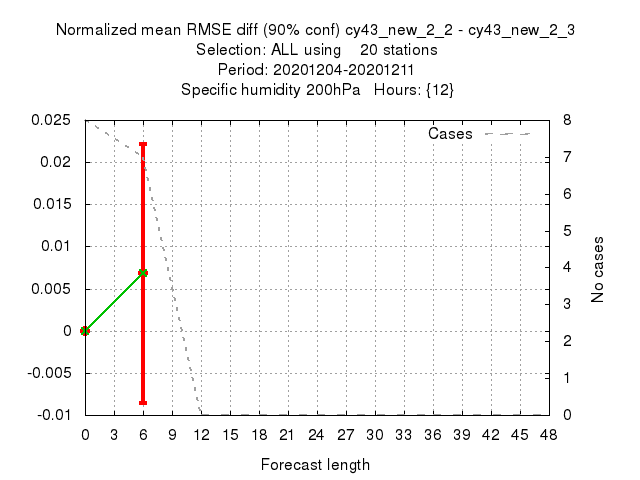 Normalized mean RMSE diff (90% conf) cy43_new_2_2 - cy43_new_2_3
Selection: ALL using    20 stations
Period: 20201204-20201211
Specific humidity 200hPa   Hours: {12}
Cases
0.025
0.02
0.015
0.01
0.005
0
-0.005
-0.01
8
7
6
5
4
3
2
1
0
No cases
0 3 6 9 12 15 18 21 24 27 30 33 36 39 42 45 48
Forecast length